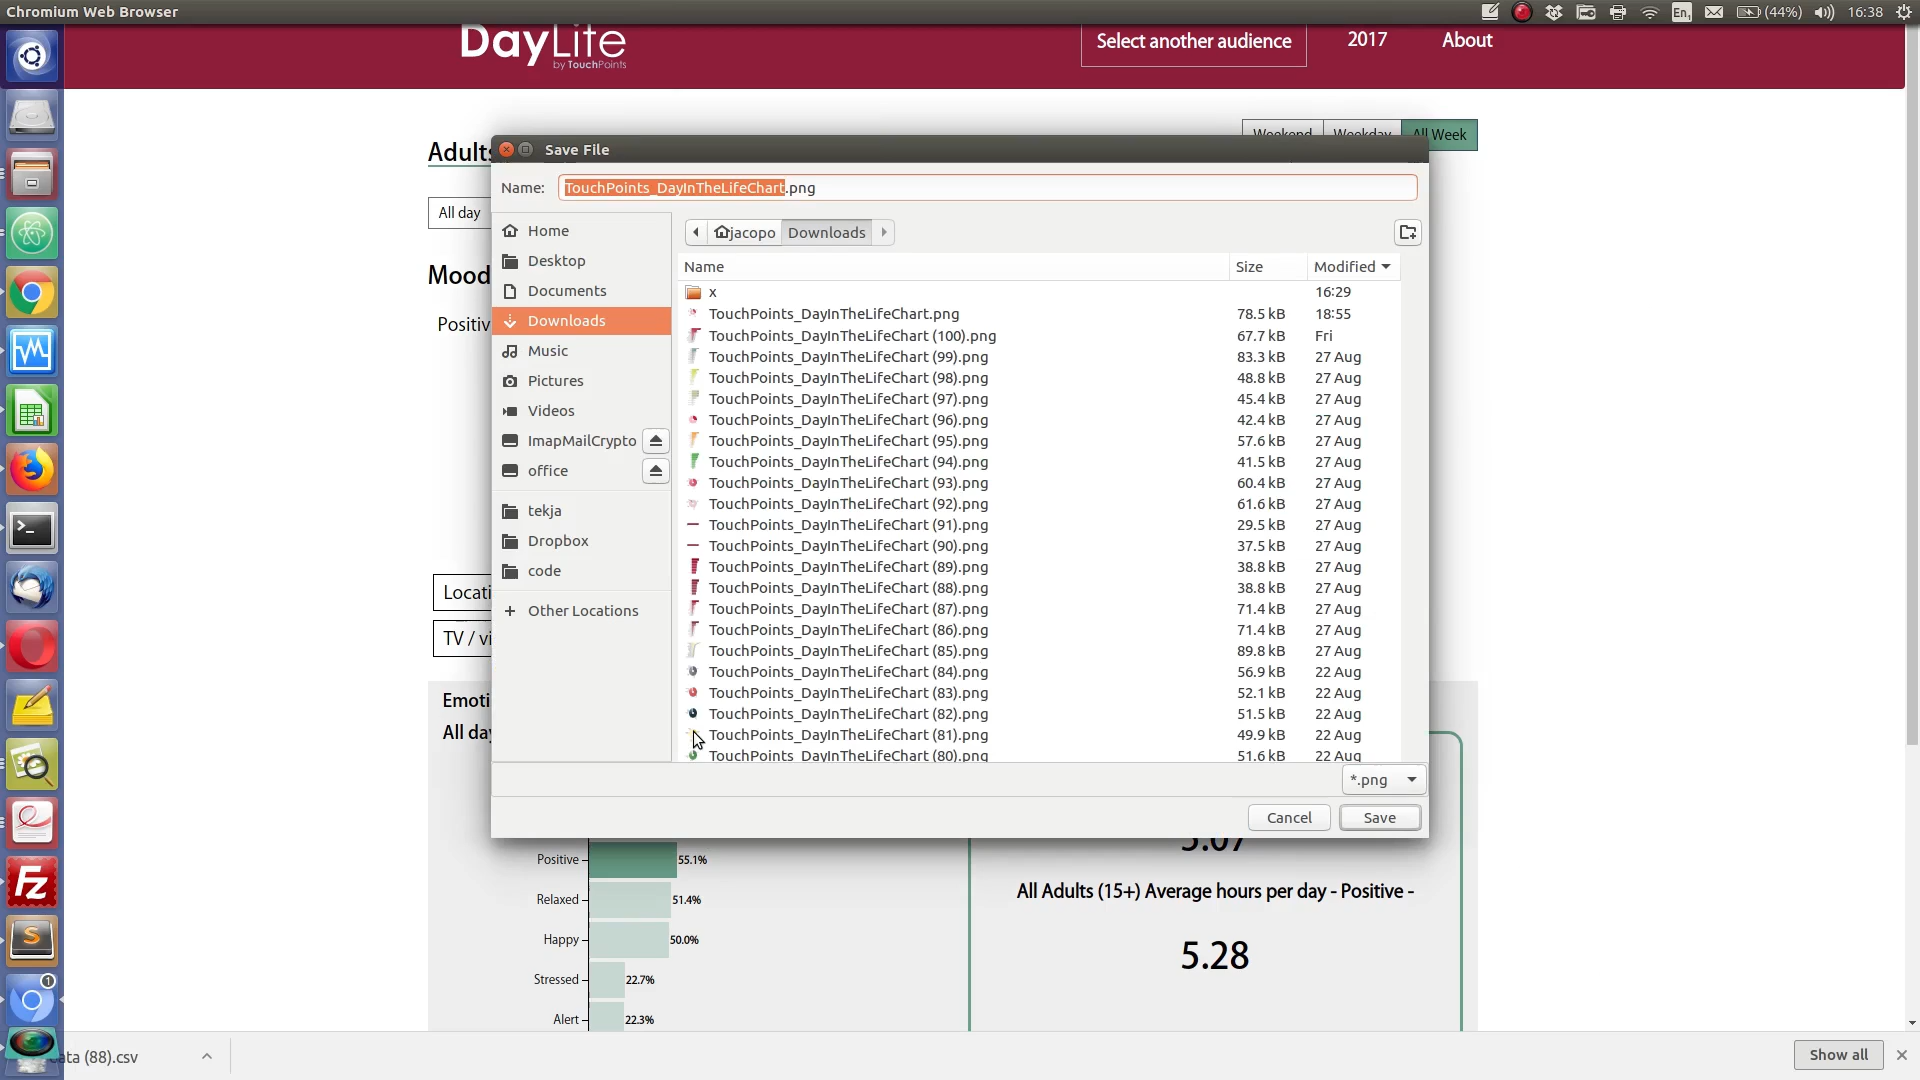 Chromium Web Browser
En1
(44%)
16:38
DayLife
by TouchPoints
Select another audience
2017
About
Weekend
Weekday
All Week
Adults
All day
Mood
Save File
Name:
TouchPoints_DayInTheLifeChart.png
Home
Desktop
Documents
Downloads
Music
Pictures
Videos
ImapMailCrypto
office
tekja
Dropbox
code
Other Locations
jacopo
Downloads
Name Size Modified
x 16:29
TouchPoints_DayInTheLifeChart.png 78.5 kB 18:55
TouchPoints_DayInTheLifeChart (100).png 67.7 kB Fri
TouchPoints_DayInTheLifeChart (99).png 83.3 kB 27 Aug
TouchPoints_DayInTheLifeChart (98).png 48.8 kB 27 Aug
TouchPoints_DayInTheLifeChart (97).png 45.4 kB 27 Aug
TouchPoints_DayInTheLifeChart (96).png 42.4 kB 27 Aug
TouchPoints_DayInTheLifeChart (95).png 57.6 kB 27 Aug
TouchPoints_DayInTheLifeChart (94).png 41.5 kB 27 Aug
TouchPoints_DayInTheLifeChart (93).png 60.4 kB 27 Aug
TouchPoints_DayInTheLifeChart (92).png 61.6 kB 27 Aug
TouchPoints_DayInTheLifeChart (91).png 29.5 kB 27 Aug
TouchPoints_DayInTheLifeChart (90).png 37.5 kB 27 Aug
TouchPoints_DayInTheLifeChart (89).png 38.8 kB 27 Aug
TouchPoints_DayInTheLifeChart (88).png 38.8 kB 27 Aug
TouchPoints_DayInTheLifeChart (87).png 71.4 kB 27 Aug
TouchPoints_DayInTheLifeChart (86).png 71.4 kB 27 Aug
TouchPoints_DayInTheLifeChart (85).png 89.8 kB 27 Aug
TouchPoints_DayInTheLifeChart (84).png 56.9 kB 22 Aug
TouchPoints_DayInTheLifeChart (83).png 52.1 kB 22 Aug
TouchPoints_DayInTheLifeChart (82).png 51.5 kB 22 Aug
TouchPoints_DayInTheLifeChart (81).png 49.9 kB 22 Aug
TouchPoints_DayInTheLifeChart (80).png 51.6 kB 22 Aug
*.png
Cancel
Save
Positiv
Locati
TV / vi
Emoti
All day
Positive 55.1%
Relaxed 51.4%
Happy 50.0%
Stressed 22.7%
Alert 22.3%
5.07
All Adults (15+) Average hours per day - Positive -
5.28
ata (88).csv
Show all